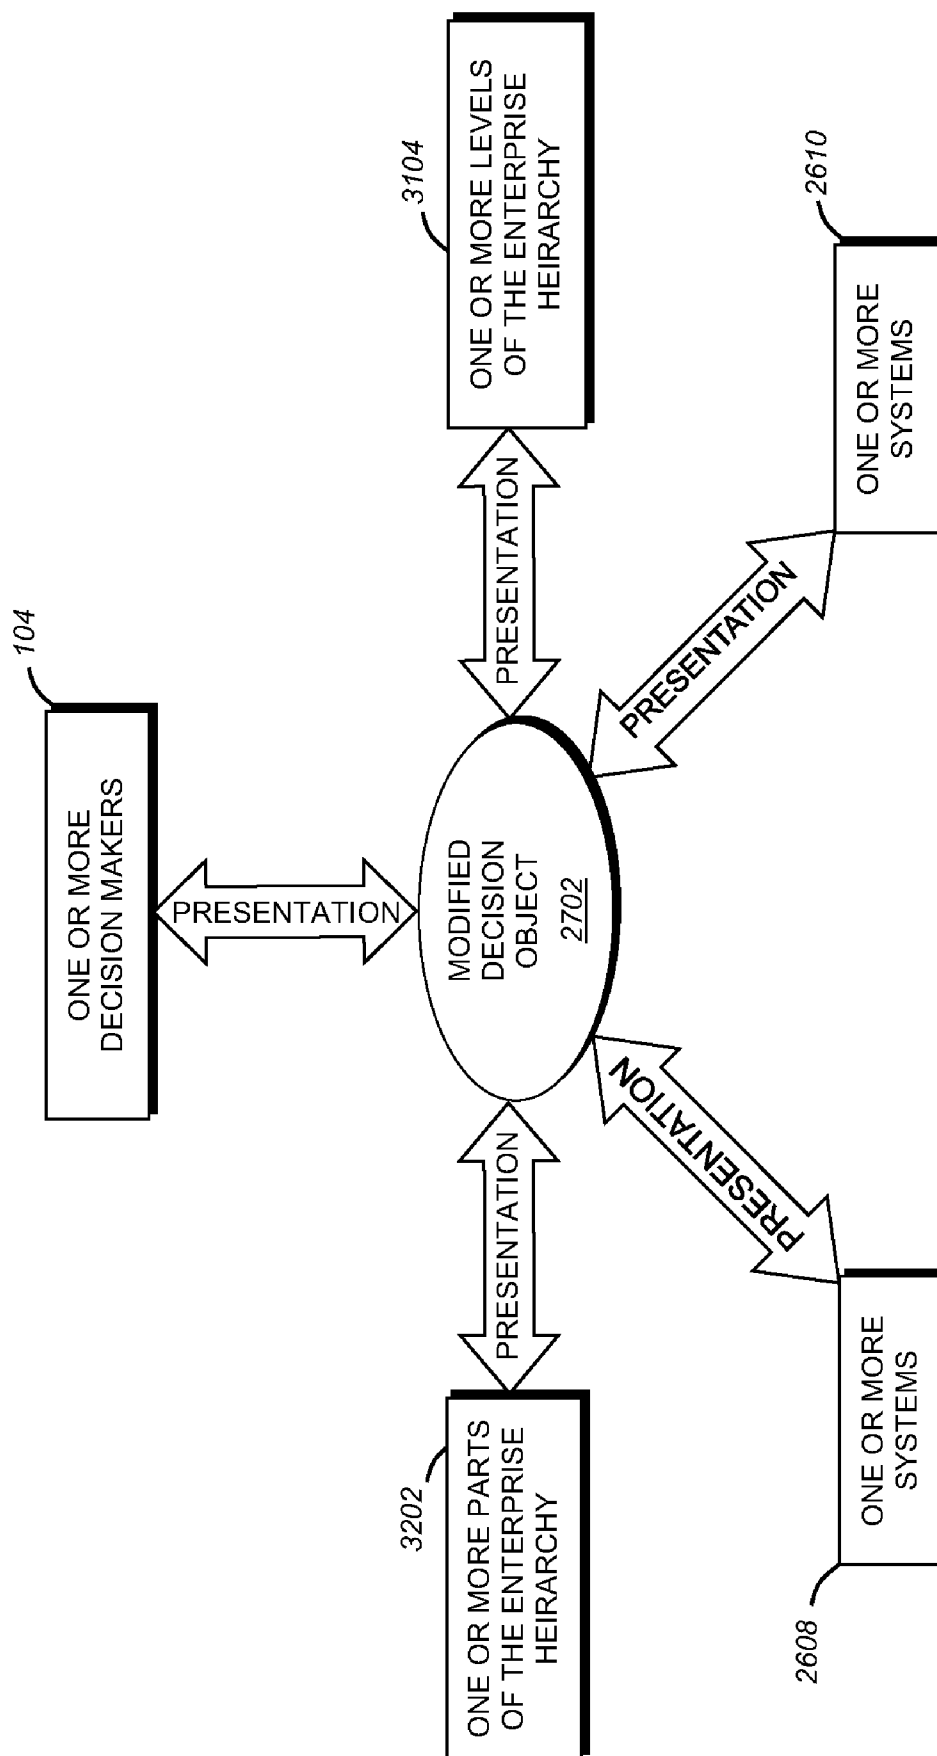 104
ONE OR MORE
DECISION MAKERS
PRESENTATION
3202
ONE OR MORE PARTS
OF THE ENTERPRISE
HEIRARCHY
PRESENTATION
MODIFIED
DECISION
OBJECT
2702
PRESENTATION
3104
ONE OR MORE LEVELS
OF THE ENTERPRISE
HEIRARCHY
PRESENTATION
PRESENTATION
2608
ONE OR MORE
SYSTEMS
2610
ONE OR MORE
SYSTEMS